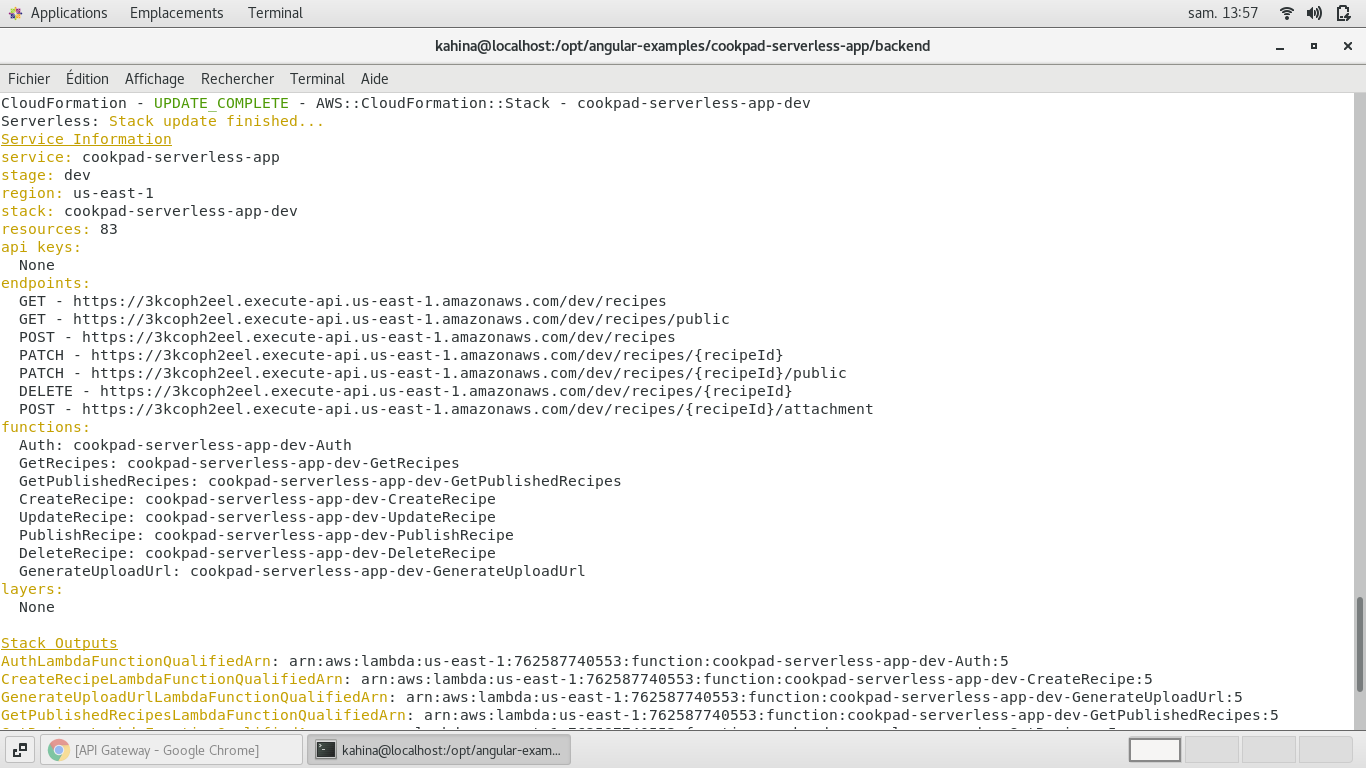 Applications Emplacements Terminal sam. 13:57
kahina@localhost:/opt/angular-examples/cookpad-serverless-app/backend
Fichier Édition Affichage Rechercher Terminal Aide
CloudFormation - UPDATE_COMPLETE - AWS::CloudFormation::Stack - cookpad-serverless-app-dev
Serverless: Stack update finished...
Service Information
service: cookpad-serverless-app
stage: dev
region: us-east-1
stack: cookpad-serverless-app-dev
resources: 83
api keys:
  None
endpoints:
  GET - https://3kcoph2eel.execute-api.us-east-1.amazonaws.com/dev/recipes
  GET - https://3kcoph2eel.execute-api.us-east-1.amazonaws.com/dev/recipes/public
  POST - https://3kcoph2eel.execute-api.us-east-1.amazonaws.com/dev/recipes
  PATCH - https://3kcoph2eel.execute-api.us-east-1.amazonaws.com/dev/recipes/{recipeId}
  PATCH - https://3kcoph2eel.execute-api.us-east-1.amazonaws.com/dev/recipes/{recipeId}/public
  DELETE - https://3kcoph2eel.execute-api.us-east-1.amazonaws.com/dev/recipes/{recipeId}
  POST - https://3kcoph2eel.execute-api.us-east-1.amazonaws.com/dev/recipes/{recipeId}/attachment
functions:
  Auth: cookpad-serverless-app-dev-Auth
  GetRecipes: cookpad-serverless-app-dev-GetRecipes
  GetPublishedRecipes: cookpad-serverless-app-dev-GetPublishedRecipes
  CreateRecipe: cookpad-serverless-app-dev-CreateRecipe
  UpdateRecipe: cookpad-serverless-app-dev-UpdateRecipe
  PublishRecipe: cookpad-serverless-app-dev-PublishRecipe
  DeleteRecipe: cookpad-serverless-app-dev-DeleteRecipe
  GenerateUploadUrl: cookpad-serverless-app-dev-GenerateUploadUrl
layers:
  None
Stack Outputs
AuthLambdaFunctionQualifiedArn: arn:aws:lambda:us-east-1:762587740553:function:cookpad-serverless-app-dev-Auth:5
CreateRecipeLambdaFunctionQualifiedArn: arn:aws:lambda:us-east-1:762587740553:function:cookpad-serverless-app-dev-CreateRecipe:5
GenerateUploadUrlLambdaFunctionQualifiedArn: arn:aws:lambda:us-east-1:762587740553:function:cookpad-serverless-app-dev-GenerateUploadUrl:5
GetPublishedRecipesLambdaFunctionQualifiedArn: arn:aws:lambda:us-east-1:762587740553:function:cookpad-serverless-app-dev-GetPublishedRecipes:5
[API Gateway - Google Chrome] kahina@localhost:/opt/angular-exam...